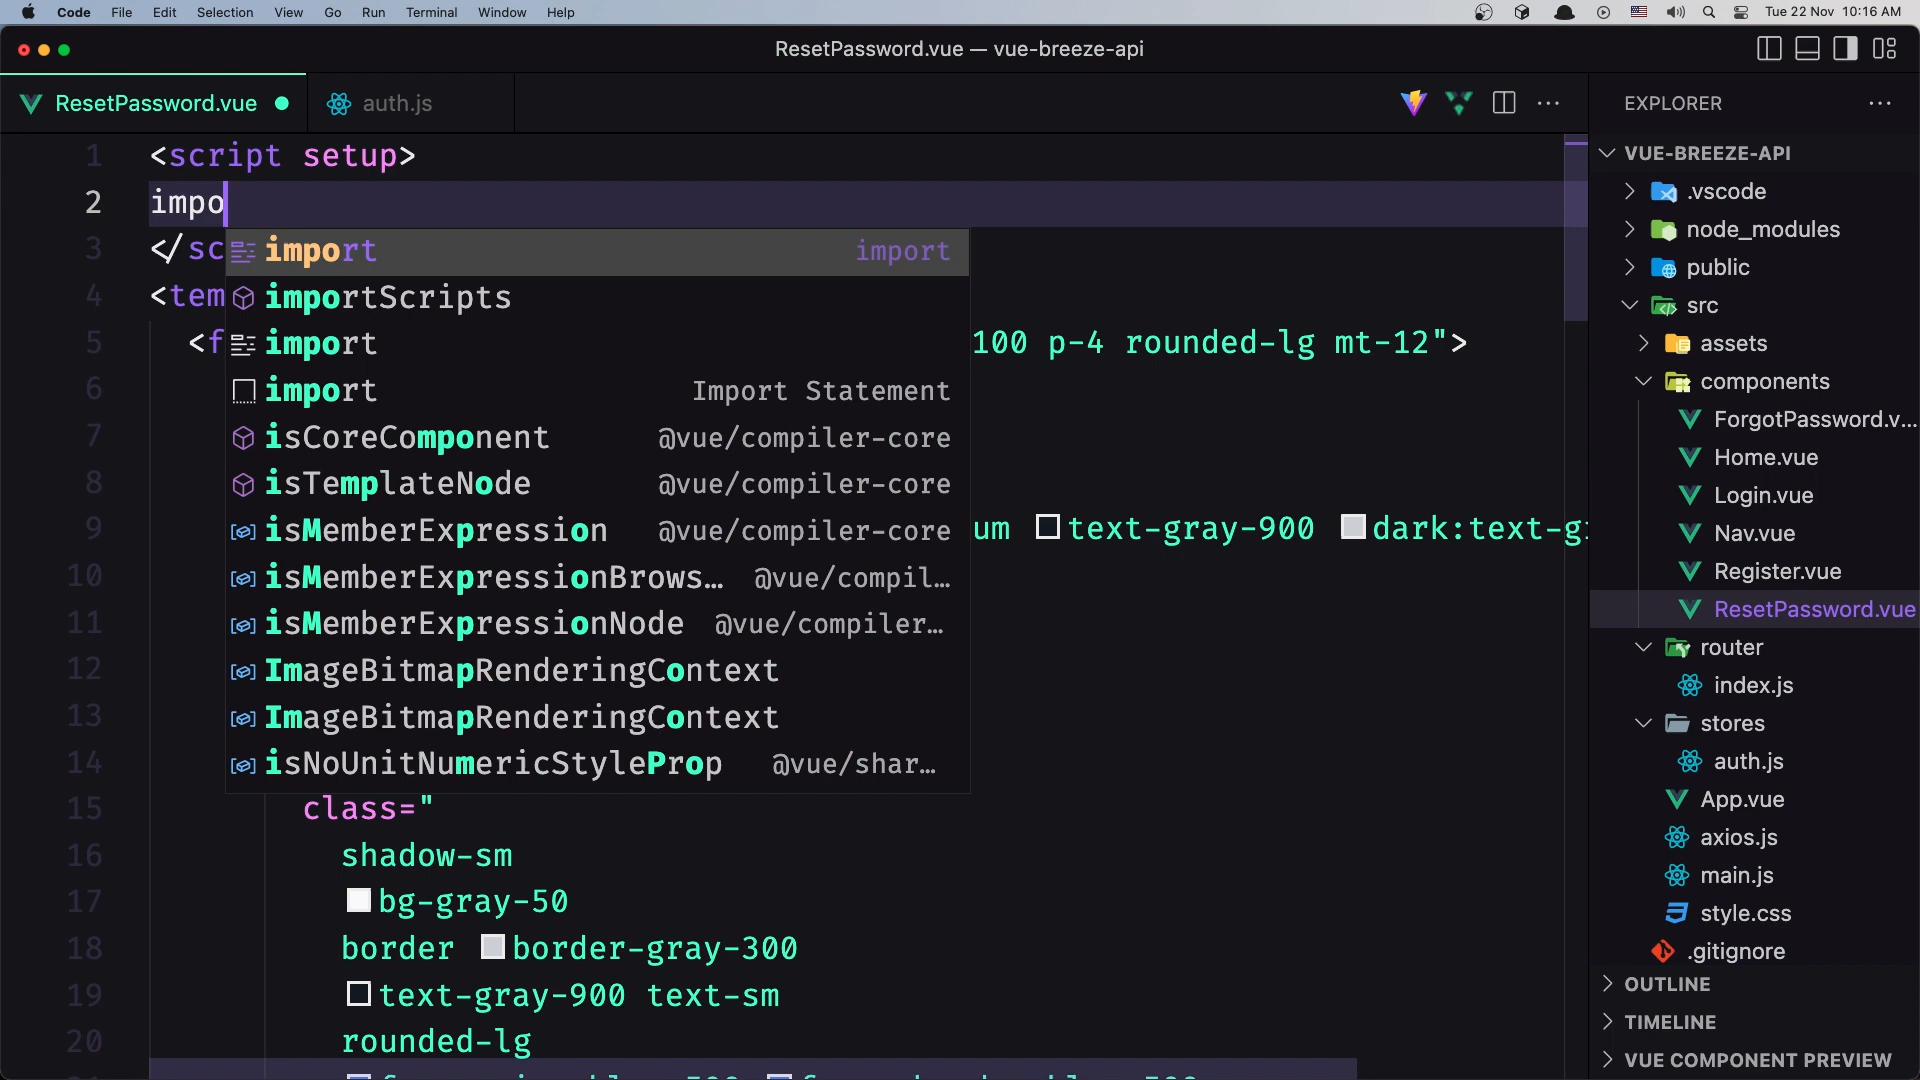 Code File Edit Selection View Go Run Terminal Window Help
Tue 22 Nov 10:16 AM
ResetPassword.vue — vue-breeze-api
ResetPassword.vue
auth.js
1 <script setup>
2 impo
3 </sc
4 <tem
5 <f 100 p-4 rounded-lg mt-12">
6
7
8
9 um text-gray-900 dark:text-g
10
11
12
13
14
15 class="
16 shadow-sm
17 bg-gray-50
18 border border-gray-300
19 text-gray-900 text-sm
20 rounded-lg
import import
importScripts
import
import Import Statement
isCoreComponent @vue/compiler-core
isTemplateNode @vue/compiler-core
isMemberExpression @vue/compiler-core
isMemberExpressionBrows… @vue/compil…
isMemberExpressionNode @vue/compiler…
ImageBitmapRenderingContext
ImageBitmapRenderingContext
isNoUnitNumericStyleProp @vue/shar…
EXPLORER
VUE-BREEZE-API
.vscode
node_modules
public
src
assets
components
ForgotPassword.v...
Home.vue
Login.vue
Nav.vue
Register.vue
ResetPassword.vue
router
index.js
stores
auth.js
App.vue
axios.js
main.js
style.css
.gitignore
OUTLINE
TIMELINE
VUE COMPONENT PREVIEW